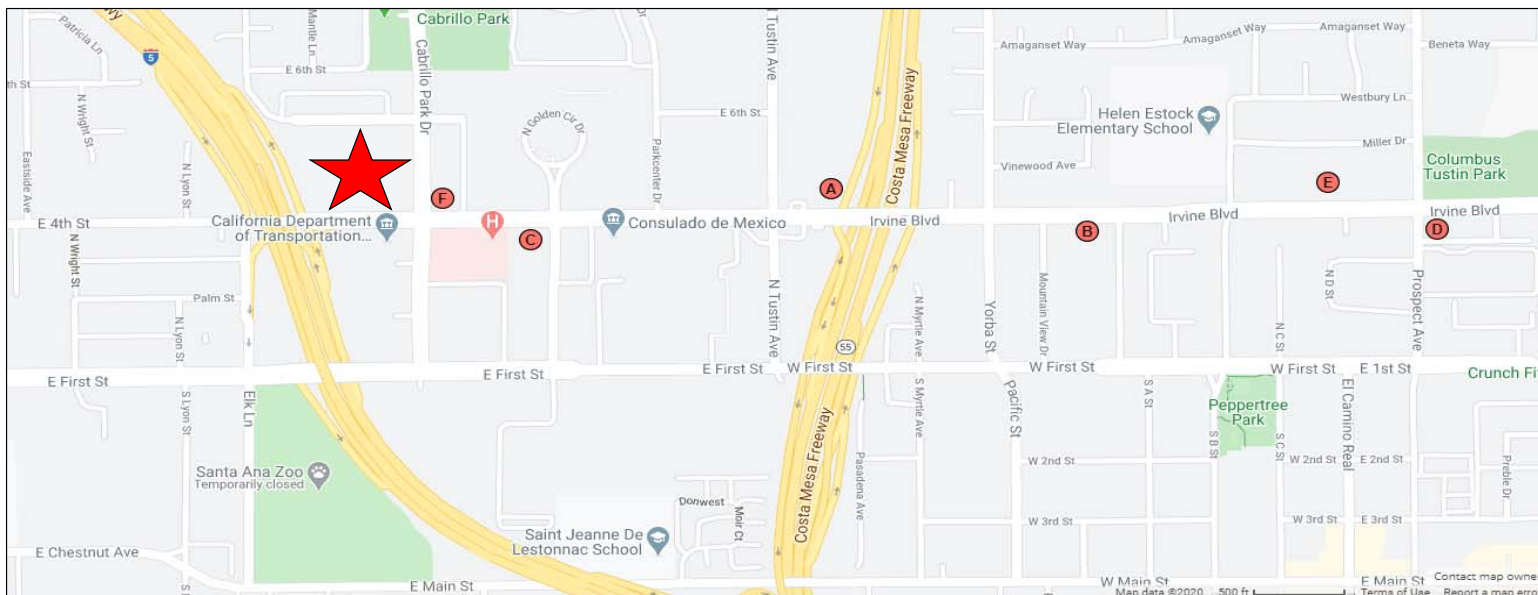 Cabrillo Park
N Tustin Ave
Patricia Ln
Mantle Ln
5
E 6th St
Cabrillo Park Dr
Amaganset Way
Amaganset Way
Amaganset Way
Beneta Way
N Wright St
N Golden Cir Dr
Parkcenter Dr
E 6th St
Costa Mesa Freeway
Helen Estock
Elementary School
Westbury Ln
Miller Dr
Eastside Ave
N Lyon St
Vinewood Ave
Columbus
Tustin Park
A
E
F
E 4th St
California Department
of Transportation...
H
C
Consulado de Mexico
Irvine Blvd
B
Irvine Blvd
Irvine Blvd
D
N Wright St
Palm St
N Lyon St
N Tustin Ave
N Myrtle Ave
Yorba St
Mountain View Dr
N D St
N C St
Prospect Ave
55
E First St
E First St
E First St
W First St
W First St
W First St
E 1st St
Crunch Fi
S Lyon St
Elk Ln
Costa Mesa Freeway
Pasadena Ave
S Myrtle Ave
Pacific St
S A St
S B St
S C St
Peppertree
Park
El Camino Real
Santa Ana Zoo
Temporarily closed
W 2nd St
W 2nd St
E 2nd St
Preble Dr
Donwest
Moir Ct
Saint Jeanne De
Lestonnac School
W 3rd St
W 3rd St
E 3rd St
E Chestnut Ave
E Main St
W Main St
E Main St
Contact map owne
Map data ©2020
500 ft
Terms of Use
Report a map erro